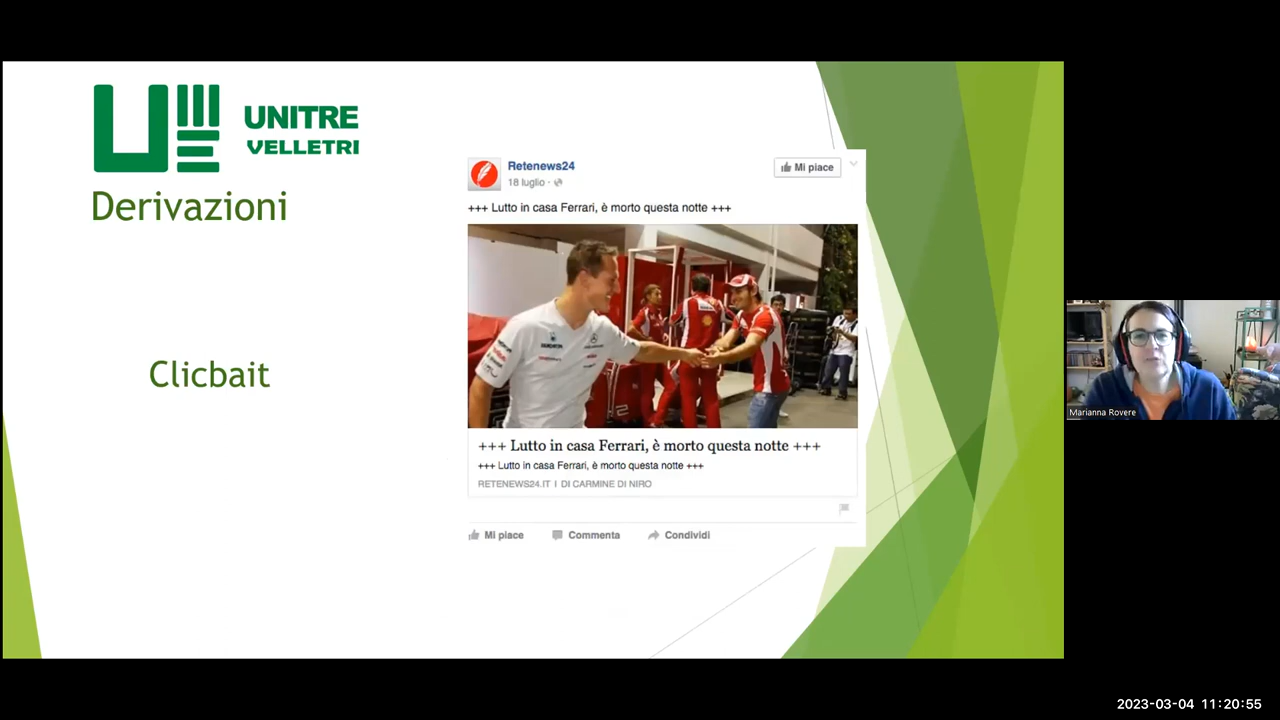 UNITRE
VELLETRI
Derivazioni
Clicbait
Retenews24
18 luglio ·
Mi piace
+++ Lutto in casa Ferrari, è morto questa notte +++
+++ Lutto in casa Ferrari, è morto questa notte +++
+++ Lutto in casa Ferrari, è morto questa notte +++
RETENEWS24.IT I DI CARMINE DI NIRO
Mi piace Commenta Condividi
Marianna Rovere
2023-03-04 11:20:55